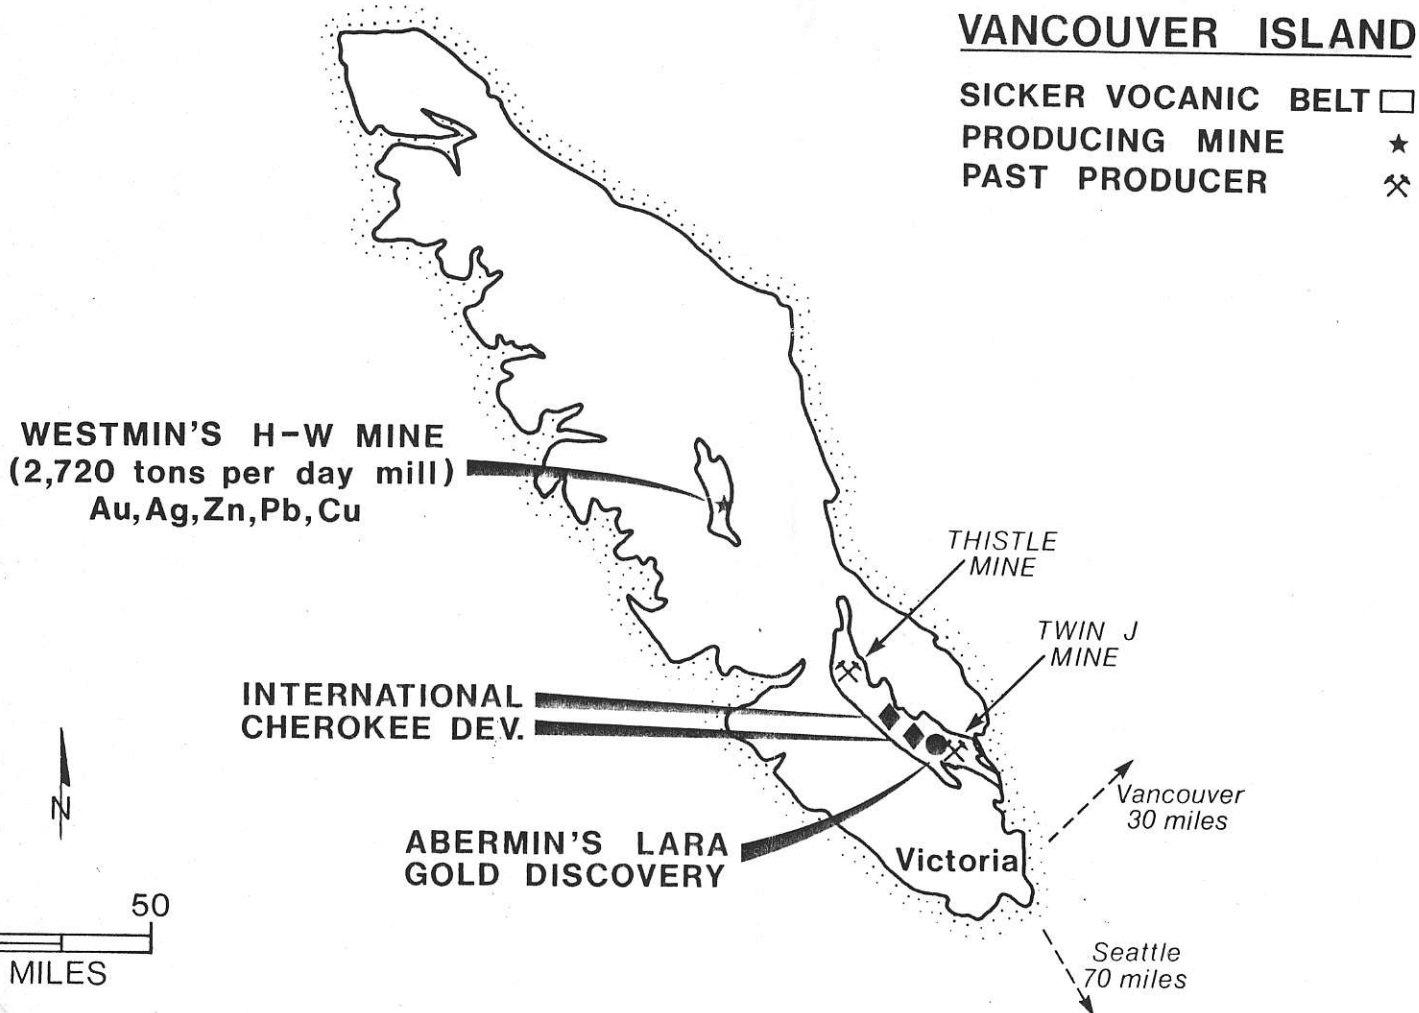 VANCOUVER ISLAND
SICKER VOCANIC BELT
PRODUCING MINE
PAST PRODUCER
WESTMIN'S H-W MINE
(2,720 tons per day mill)
Au, Ag, Zn, Pb, Cu
THISTLE
MINE
TWIN J
MINE
INTERNATIONAL
CHEROKEE DEV.
N
Vancouver
30 miles
ABERMIN'S LARA
GOLD DISCOVERY
Victoria
50
MILES
Seattle
70 miles